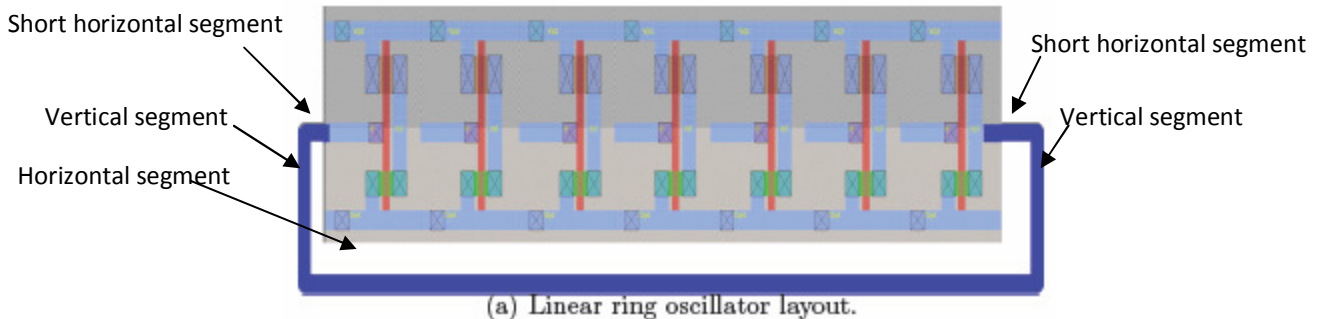 Short horizontal segment
Short horizontal segment
Vertical segment
Vertical segment
Horizontal segment
(a) Linear ring oscillator layout.